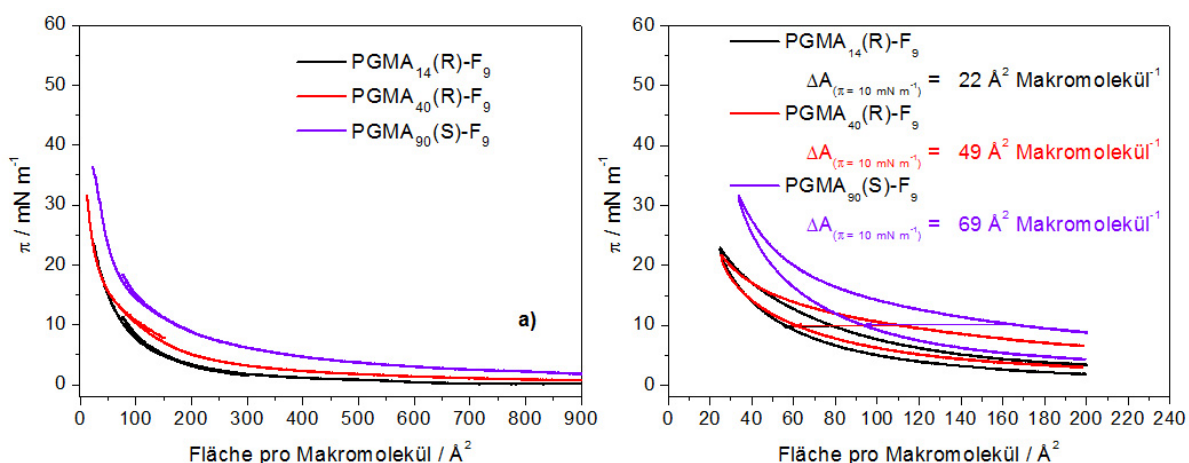 60
50
40
30
20
10
0
π / mN m⁻¹
PGMA₁₄(R)-F₉
PGMA₄₀(R)-F₉
PGMA₉₀(S)-F₉
a)
0 100 200 300 400 500 600 700 800 900
Fläche pro Makromolekül / Å²
60
50
40
30
20
10
0
π / mN m⁻¹
PGMA₁₄(R)-F₉
ΔA(π = 10 mN m⁻¹) = 22 Å² Makromolekül⁻¹
PGMA₄₀(R)-F₉
ΔA(π = 10 mN m⁻¹) = 49 Å² Makromolekül⁻¹
PGMA₉₀(S)-F₉
ΔA(π = 10 mN m⁻¹) = 69 Å² Makromolekül⁻¹
0 20 40 60 80 100 120 140 160 180 200 220 240
Fläche pro Makromolekül / Å²